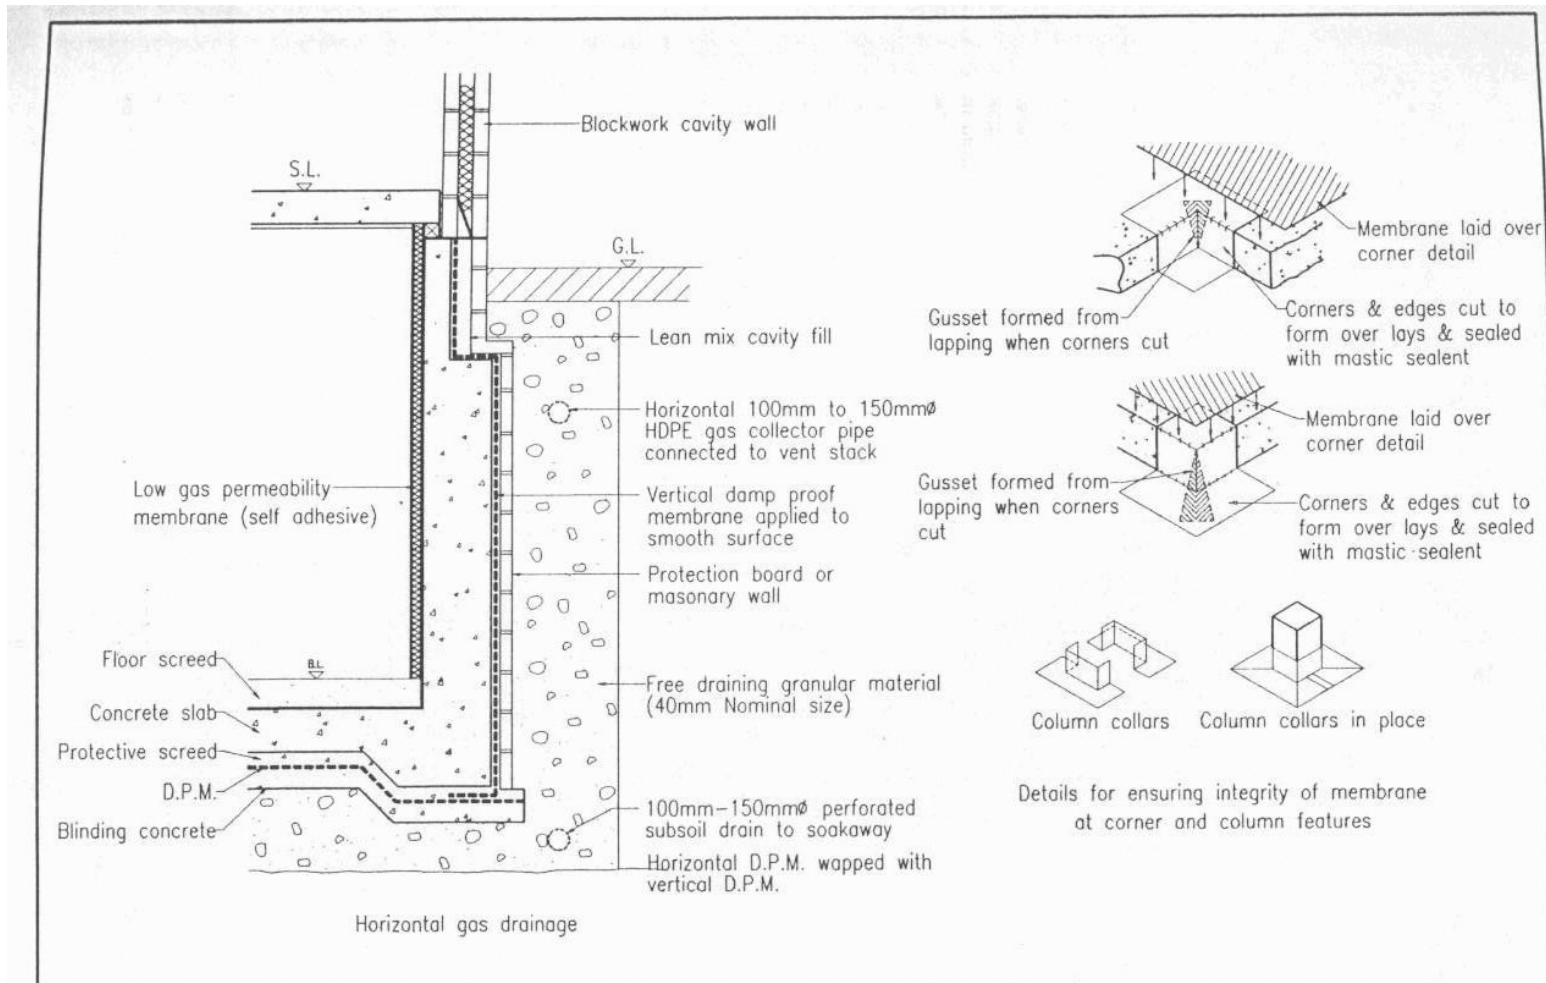 Blockwork cavity wall
S.L.
G.L.
Lean mix cavity fill
Horizontal 100mm to 150mmØ
HDPE gas collector pipe
connected to vent stack
Low gas permeability
membrane (self adhesive)
Vertical damp proof
membrane applied to
smooth surface
Protection board or
masonary wall
Floor screed
B.L.
Concrete slab
Protective screed
D.P.M.
Blinding concrete
Free draining granular material
(40mm Nominal size)
100mm-150mmØ perforated
subsoil drain to soakaway
Horizontal D.P.M. wapped with
vertical D.P.M.
Horizontal gas drainage
Membrane laid over
corner detail
Gusset formed from
lapping when corners cut
Corners & edges cut to
form over lays & sealed
with mastic sealent
Membrane laid over
corner detail
Gusset formed from
lapping when corners
cut
Corners & edges cut to
form over lays & sealed
with mastic sealent
Column collars
Column collars in place
Details for ensuring integrity of membrane
at corner and column features